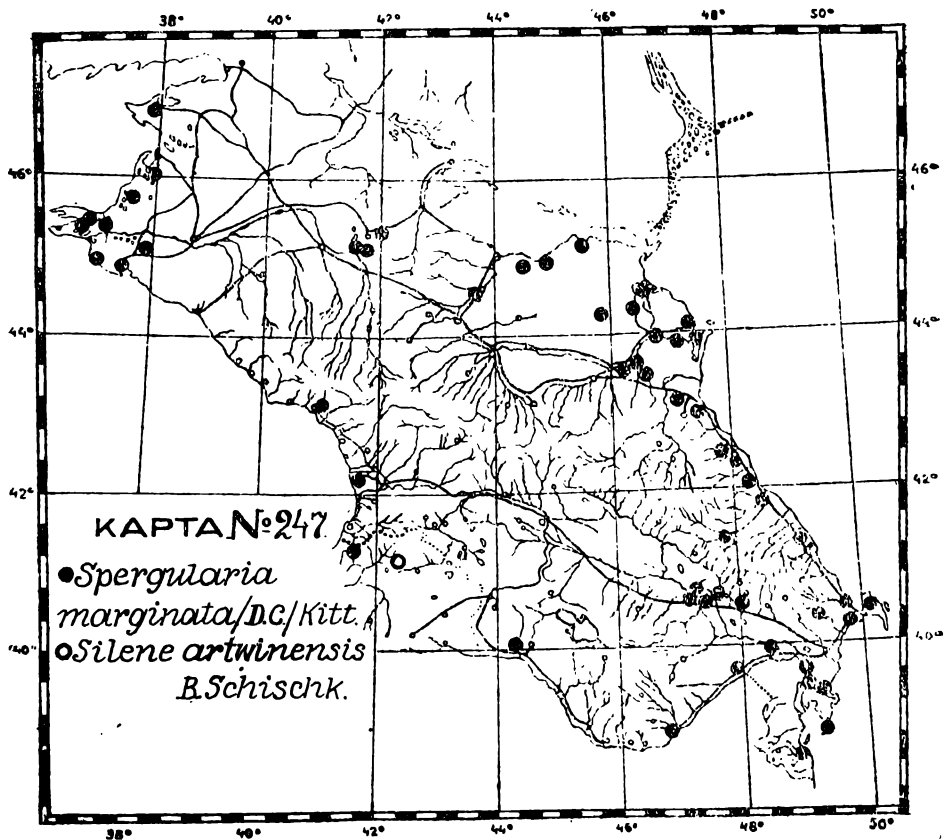 38° 40° 42° 44° 46° 48° 50°
46° 46°
44° 44°
42° 42°
КАРТА №247.
Spergularia
marginata/D.C./Kitt.
40° 40°
Silene artwinensis
B.Schischk.
38° 40° 42° 44° 46° 48° 50°